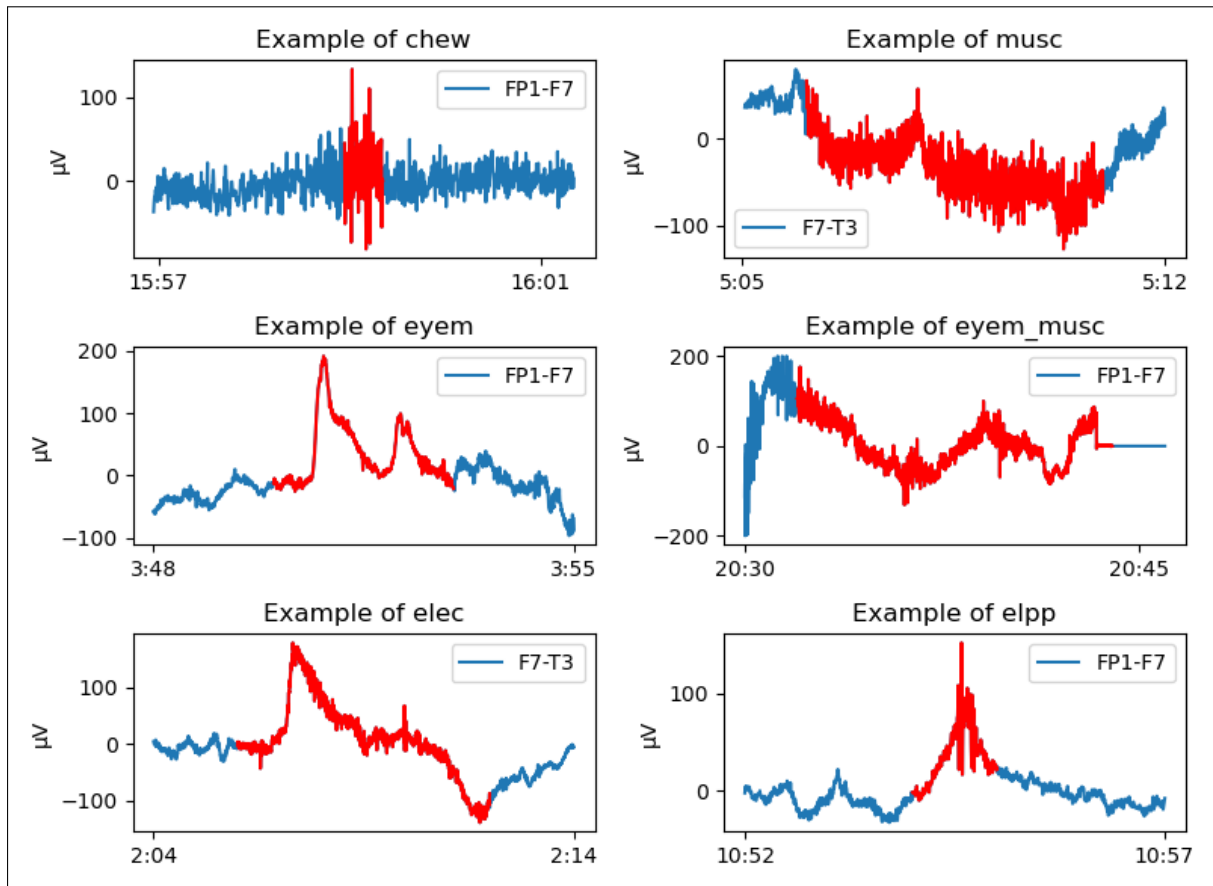 Example of chew
µV
100
0
FP1-F7
15:57
16:01
Example of musc
µV
0
−100
F7-T3
5:05
5:12
Example of eyem
µV
200
100
0
−100
FP1-F7
3:48
3:55
Example of eyem_musc
µV
200
0
−200
FP1-F7
20:30
20:45
Example of elec
µV
100
0
−100
F7-T3
2:04
2:14
Example of elpp
µV
100
0
FP1-F7
10:52
10:57